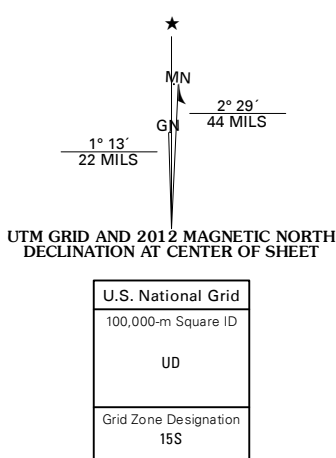 MN
2° 29´
44 MILS
GN
1° 13´
22 MILS
UTM GRID AND 2012 MAGNETIC NORTH
DECLINATION AT CENTER OF SHEET
U.S. National Grid
100,000-m Square ID
UD
Grid Zone Designation
15S